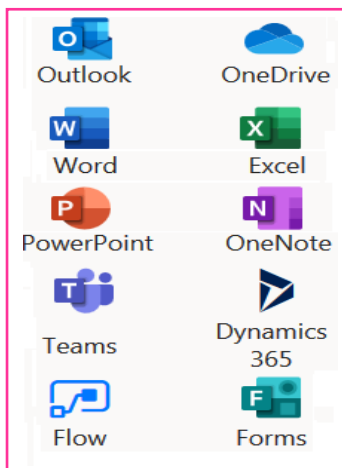 O
Outlook
OneDrive
W
Word
X
Excel
P
PowerPoint
N
OneNote
T
Teams
Dynamics
365
Flow
F
Forms